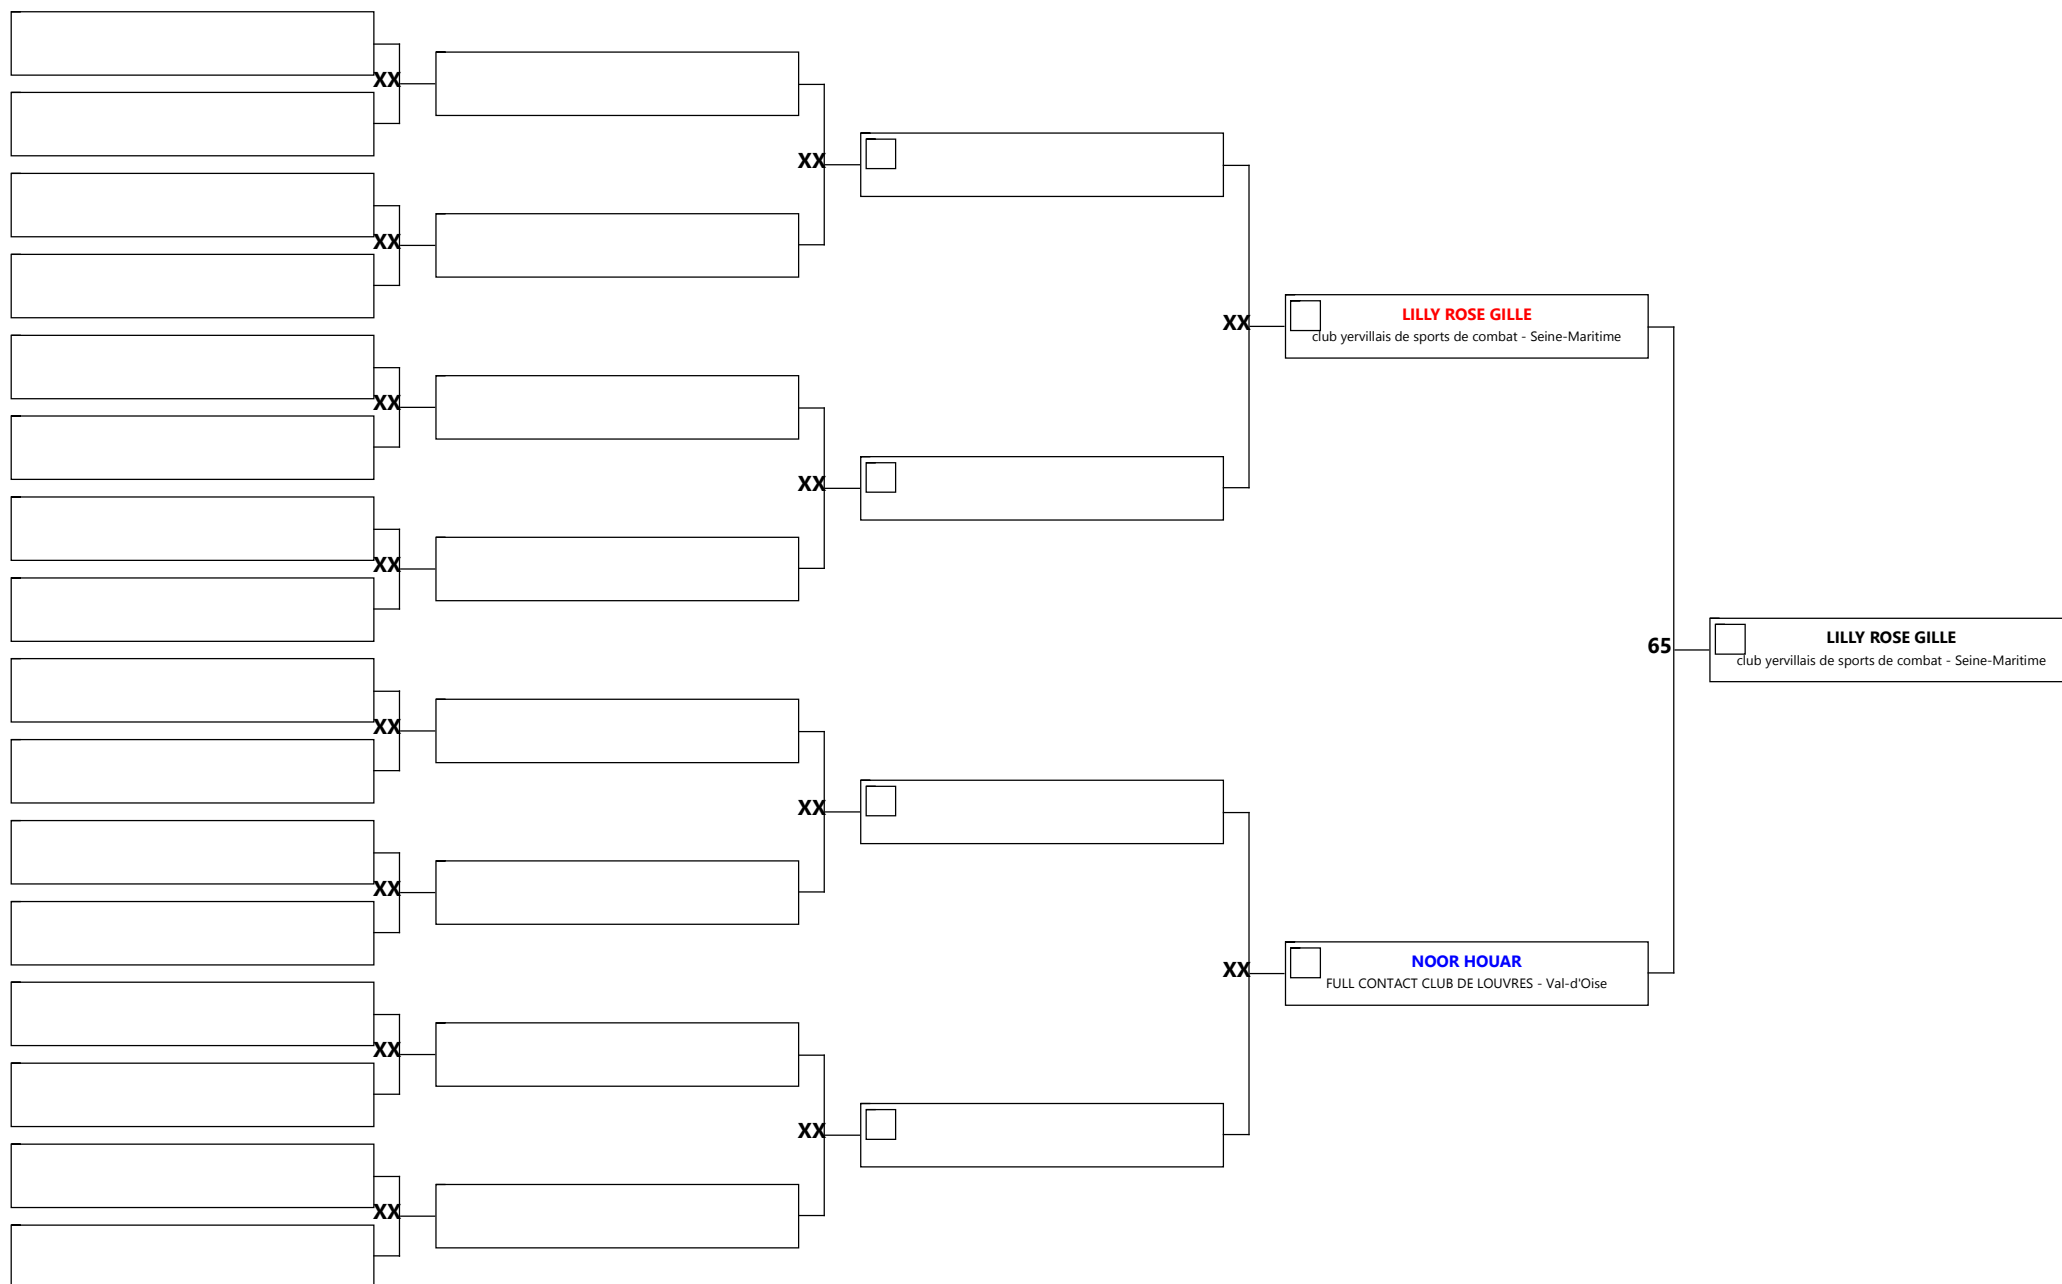 XX
XX
XX
XX
XX
XX
XX
XX
XX
XX
XX
XX
XX
LILLY ROSE GILLE
club yervillais de sports de combat - Seine-Maritime
XX
NOOR HOUAR
FULL CONTACT CLUB DE LOUVRES - Val-d'Oise
65
LILLY ROSE GILLE
club yervillais de sports de combat - Seine-Maritime